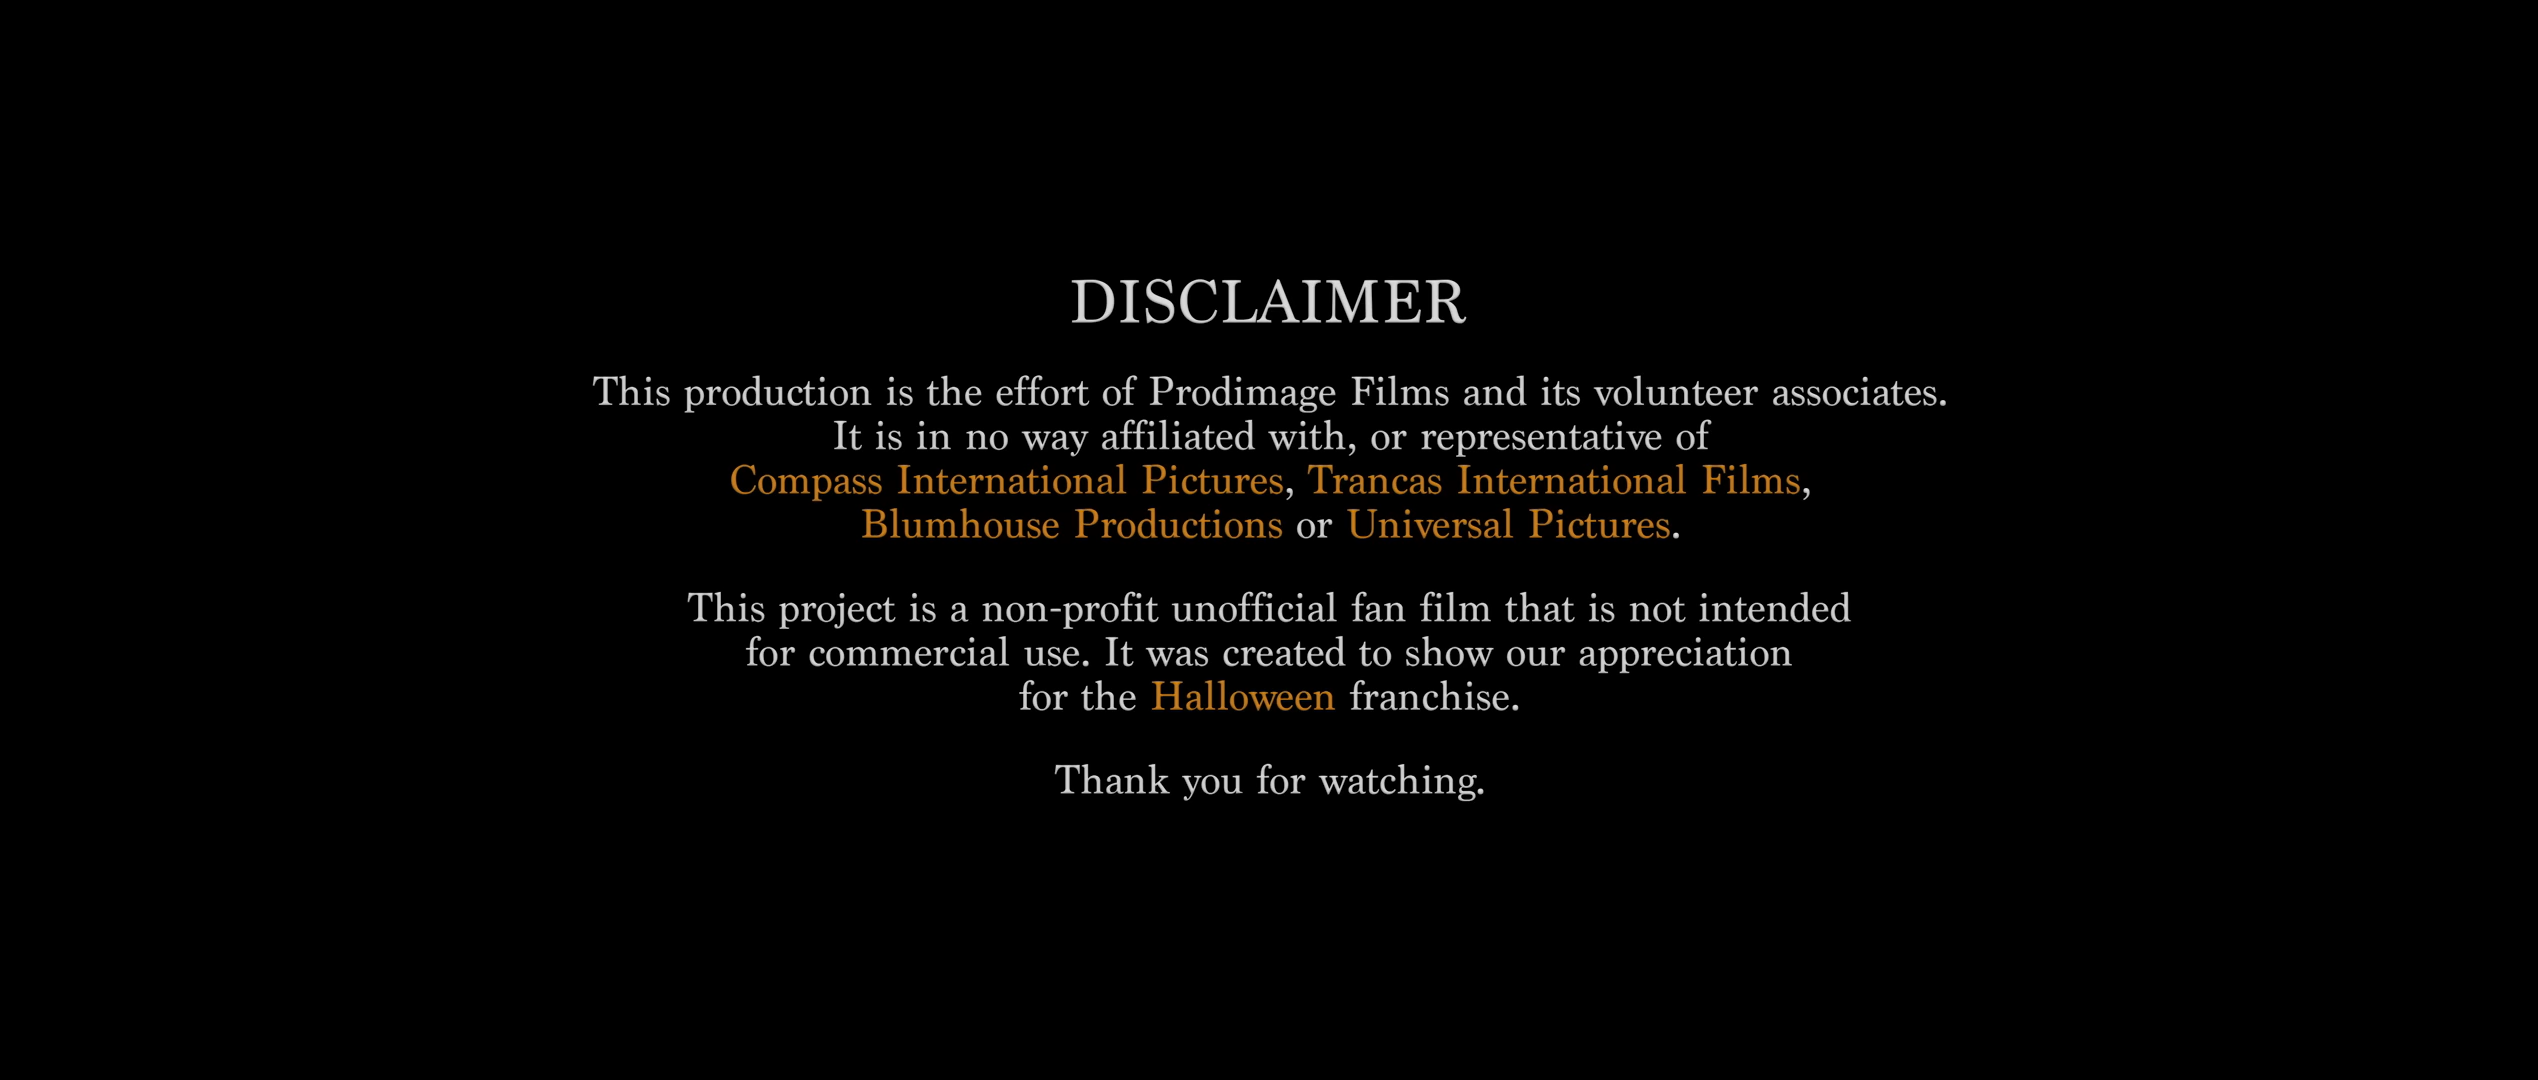 DISCLAIMER
This production is the effort of Prodimage Films and its volunteer associates.
It is in no way affiliated with, or representative of
Compass International Pictures, Trancas International Films,
Blumhouse Productions or Universal Pictures.
This project is a non-profit unofficial fan film that is not intended
for commercial use. It was created to show our appreciation
for the Halloween franchise.
Thank you for watching.